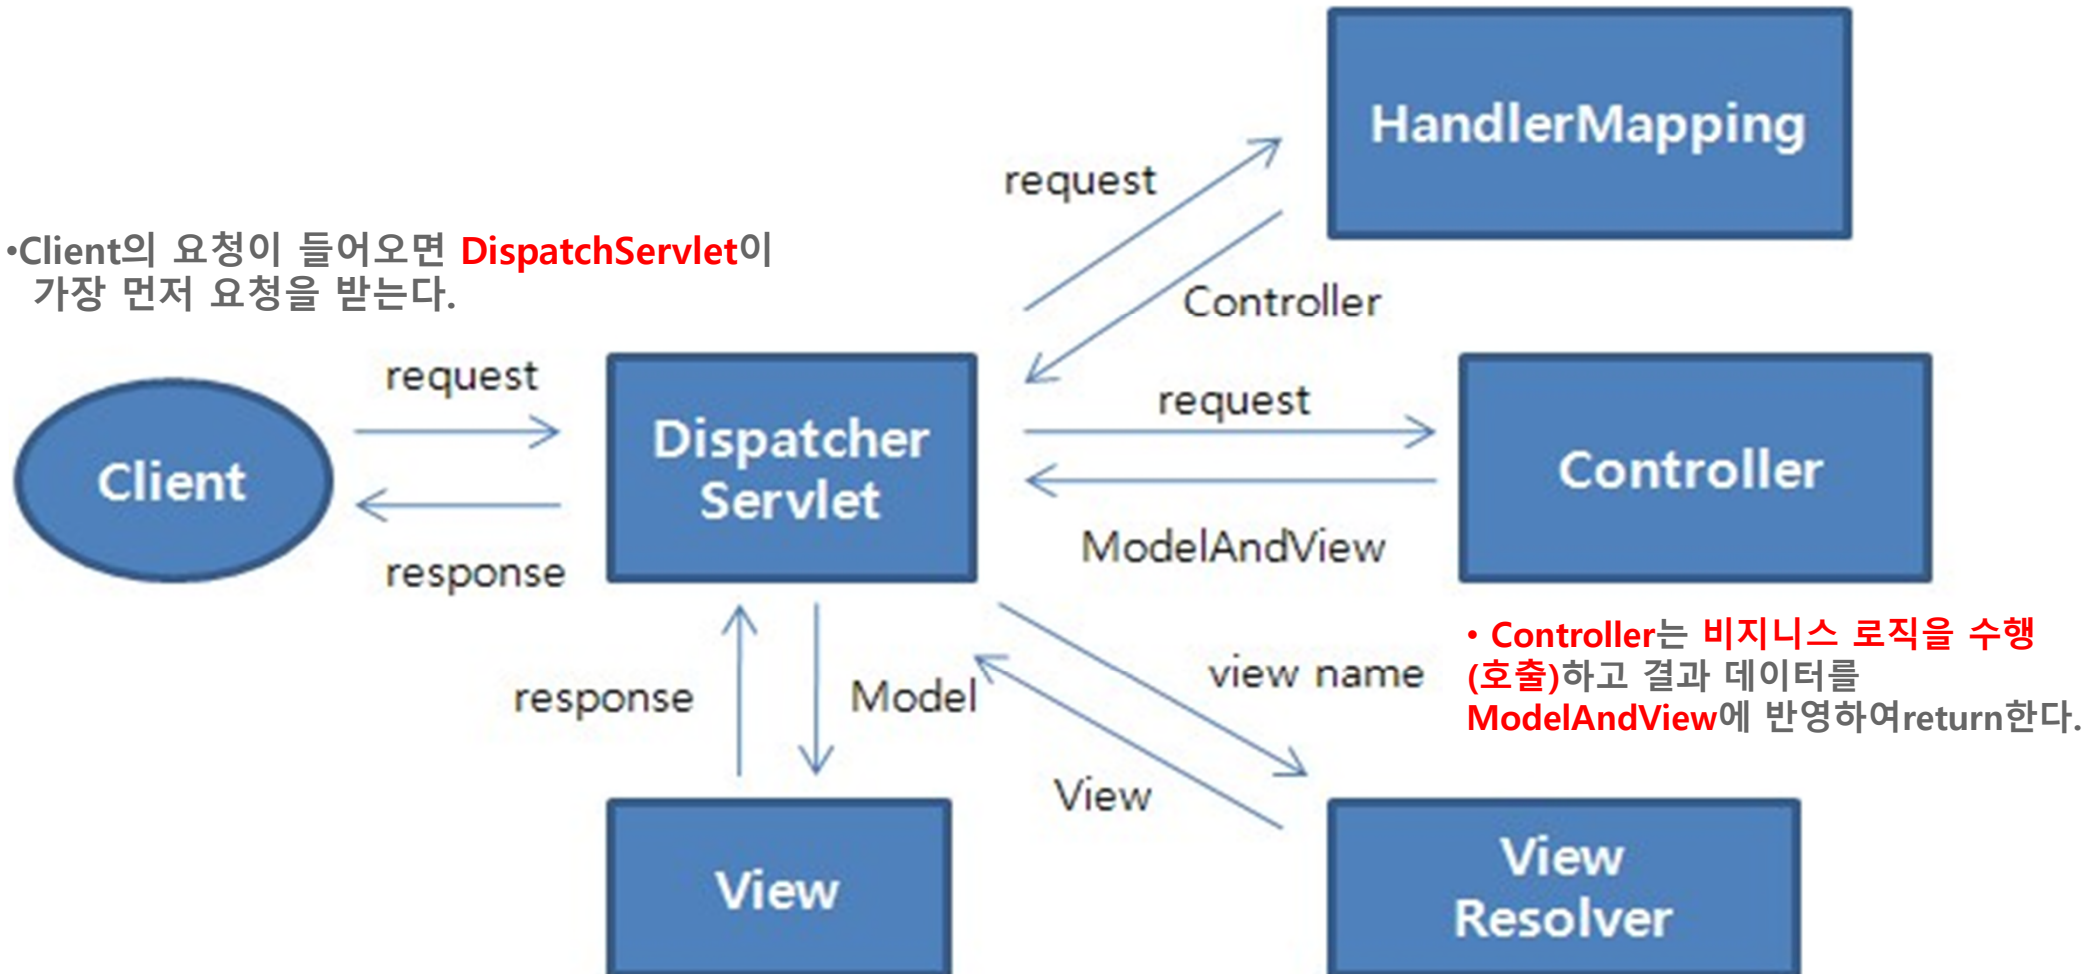 HandlerMapping
request
Controller
•Client의 요청이 들어오면 DispatchServlet이
가장 먼저 요청을 받는다.
request
Client
response
Dispatcher
Servlet
request
ModelAndView
Controller
• Controller는 비지니스 로직을 수행
(호출)하고 결과 데이터를
ModelAndView에 반영하여return한다.
response
Model
view name
View
View
View
Resolver